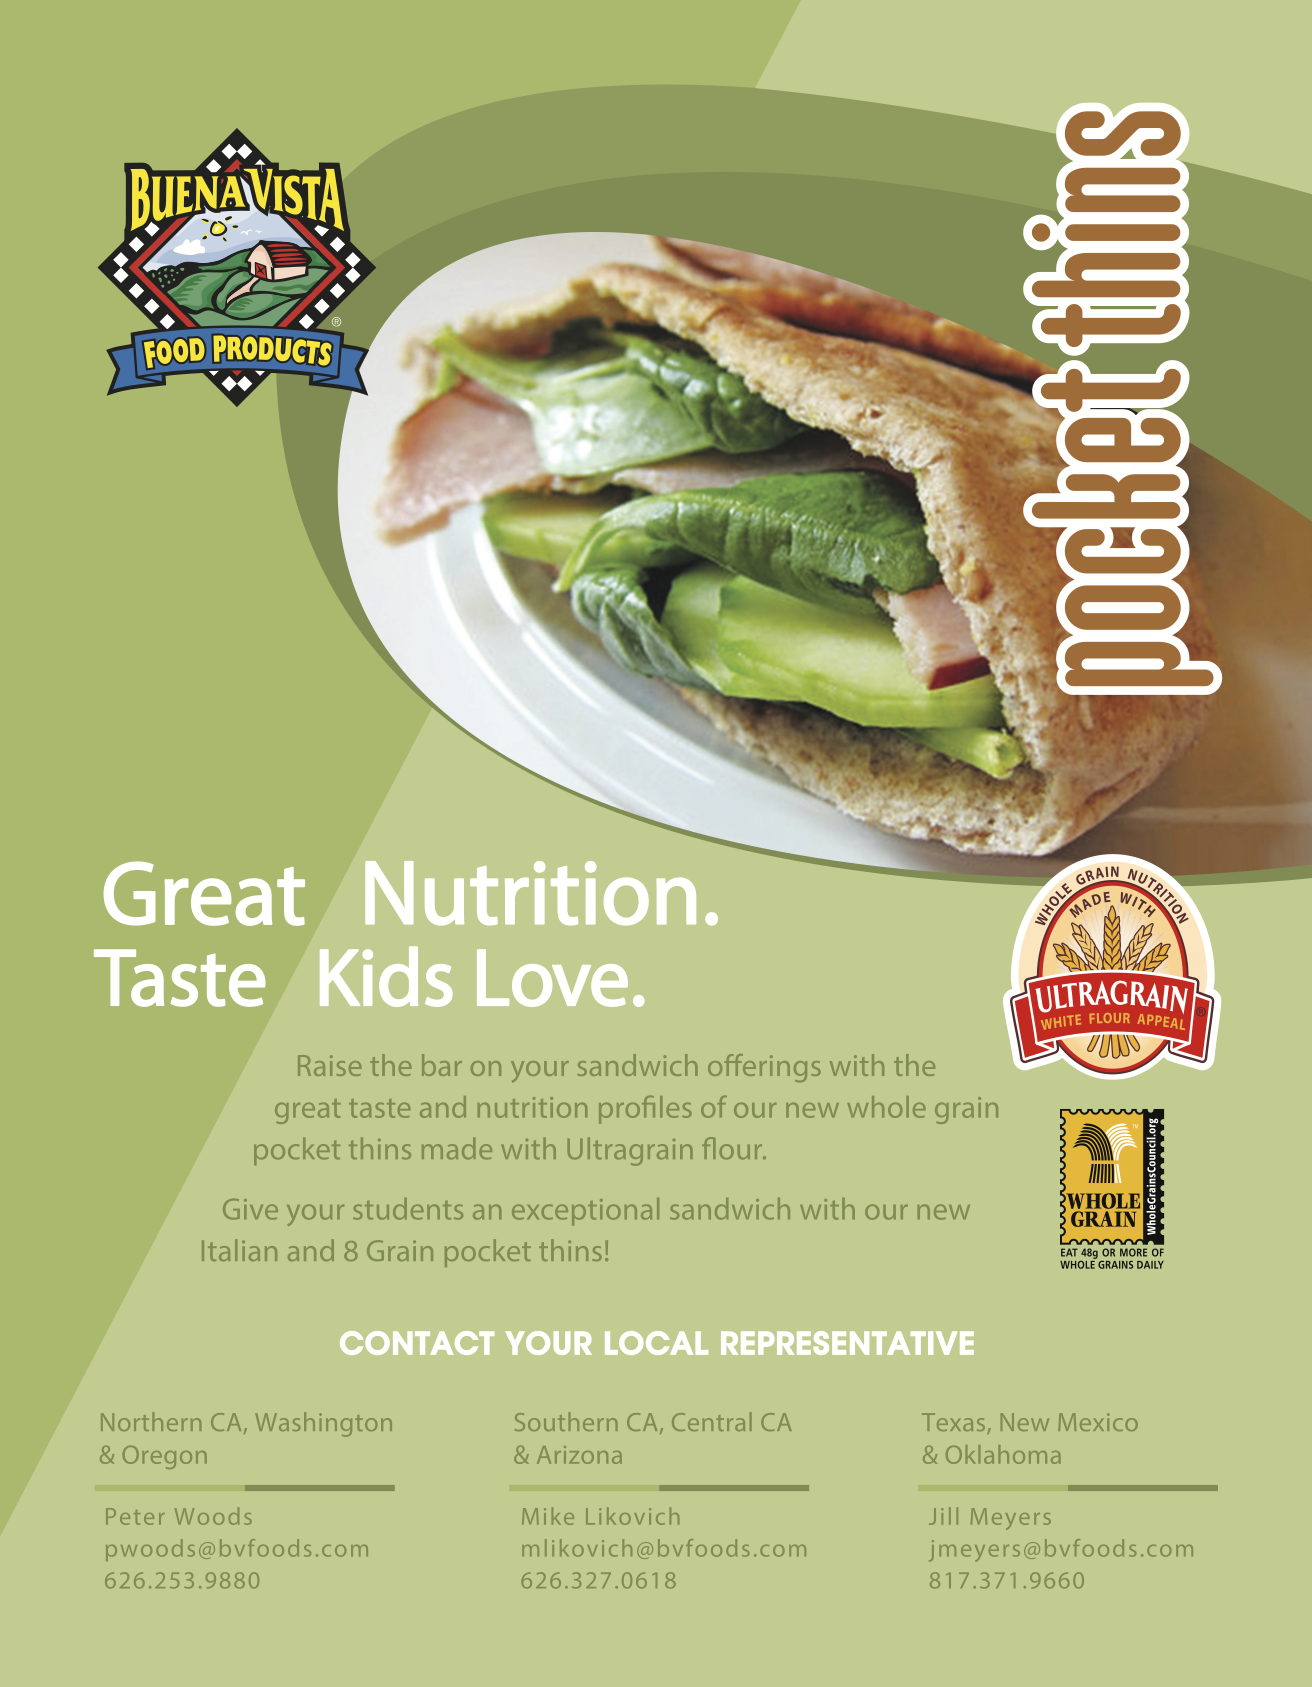 BUENA VISTA
FOOD PRODUCTS
®
pocket thins
Great Nutrition.
Taste Kids Love.
WHOLE GRAIN NUTRITION
MADE WITH
ULTRAGRAIN®
WHITE FLOUR APPEAL
Raise the bar on your sandwich offerings with the
great taste and nutrition profiles of our new whole grain
pocket thins made with Ultragrain flour.
Give your students an exceptional sandwich with our new
Italian and 8 Grain pocket thins!
TM
WHOLE
GRAIN
WholeGrainsCouncil.org
EAT 48g OR MORE OF
WHOLE GRAINS DAILY
CONTACT YOUR LOCAL REPRESENTATIVE
Northern CA, Washington
& Oregon
Peter Woods
pwoods@bvfoods.com
626.253.9880
Southern CA, Central CA
& Arizona
Mike Likovich
mlikovich@bvfoods.com
626.327.0618
Texas, New Mexico
& Oklahoma
Jill Meyers
jmeyers@bvfoods.com
817.371.9660